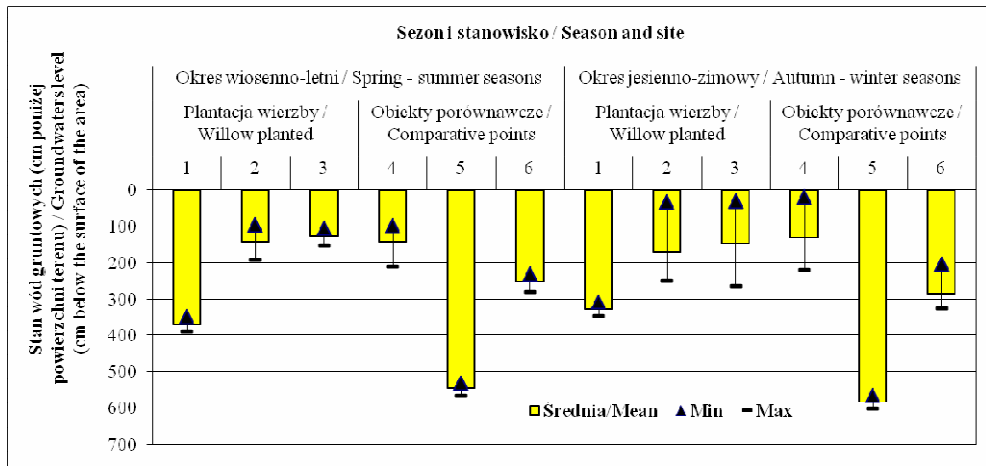 Sezon i stanowisko / Season and site
Okres wiosenno-letni / Spring - summer seasons
Okres jesienno-zimowy / Autumn - winter seasons
Plantacja wierzby /
Willow planted
Obiekty porównawcze /
Comparative points
Plantacja wierzby /
Willow planted
Obiekty porównawcze /
Comparative points
1 2 3 4 5 6 1 2 3 4 5 6
Stan wód gruntowych (cm poniżej
powierzchni terenu) / Groundwaters level
(cm below the surface of the area)
0
100
200
300
400
500
600
700
Średnia/Mean Min Max